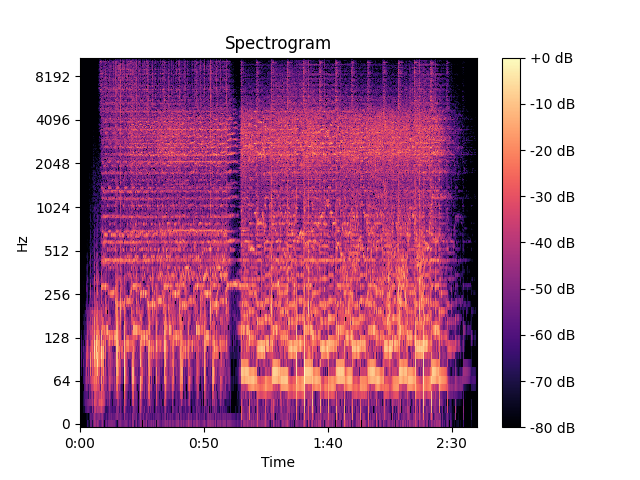 Spectrogram
Hz
8192
4096
2048
1024
512
256
128
64
0
0:00
0:50
1:40
2:30
Time
+0 dB
-10 dB
-20 dB
-30 dB
-40 dB
-50 dB
-60 dB
-70 dB
-80 dB